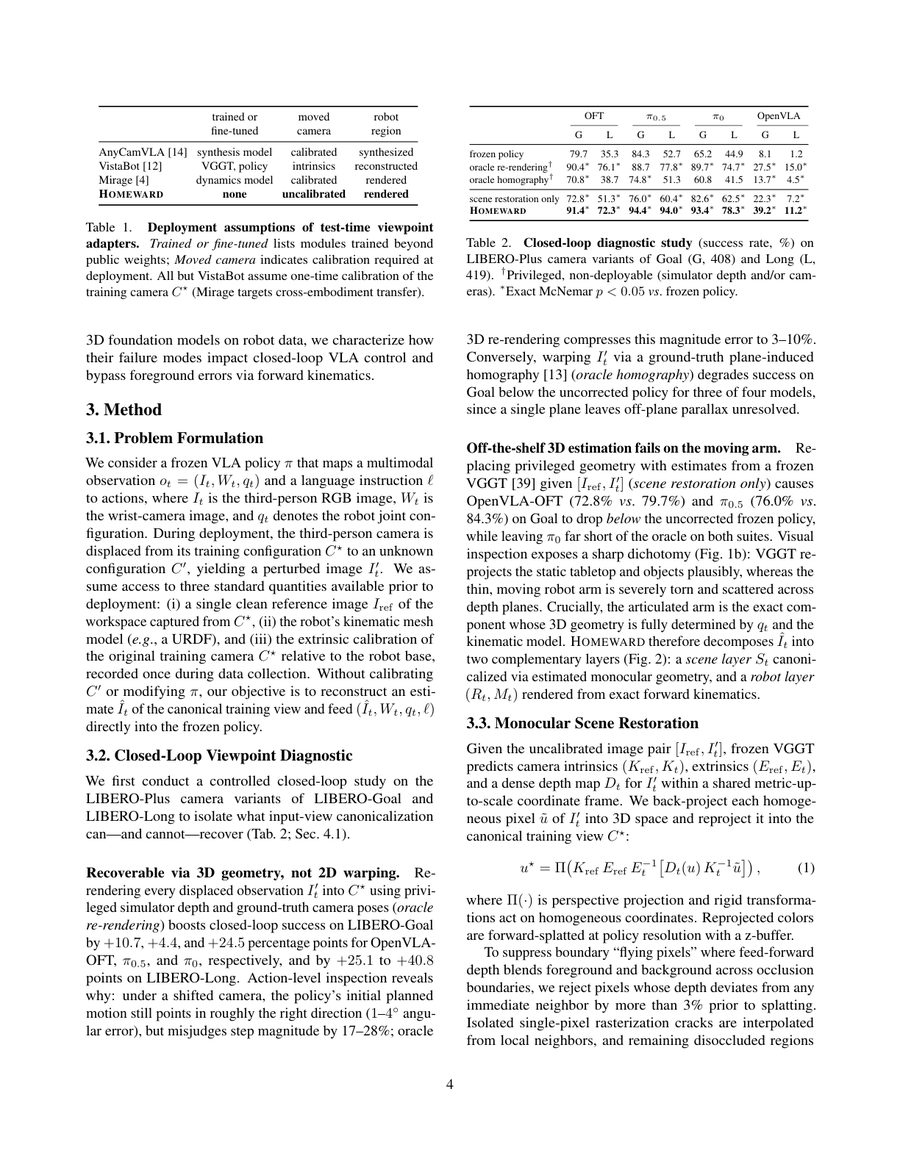 trained or moved robot
fine-tuned camera region
AnyCamVLA [14] synthesis model calibrated synthesized
VistaBot [12] VGGT, policy intrinsics reconstructed
Mirage [4] dynamics model calibrated rendered
HOMEWARD none uncalibrated rendered
Table 1. Deployment assumptions of test-time viewpoint
adapters. Trained or fine-tuned lists modules trained beyond
public weights; Moved camera indicates calibration required at
deployment. All but VistaBot assume one-time calibration of the
training camera C⋆ (Mirage targets cross-embodiment transfer).
3D foundation models on robot data, we characterize how
their failure modes impact closed-loop VLA control and
bypass foreground errors via forward kinematics.
3. Method
3.1. Problem Formulation
We consider a frozen VLA policy π that maps a multimodal
observation oₜ = (Iₜ, Wₜ, qₜ) and a language instruction ℓ
to actions, where Iₜ is the third-person RGB image, Wₜ is
the wrist-camera image, and qₜ denotes the robot joint con-
figuration. During deployment, the third-person camera is
displaced from its training configuration C⋆ to an unknown
configuration C′, yielding a perturbed image I′ₜ. We as-
sume access to three standard quantities available prior to
deployment: (i) a single clean reference image I_ref of the
workspace captured from C⋆, (ii) the robot's kinematic mesh
model (e.g., a URDF), and (iii) the extrinsic calibration of
the original training camera C⋆ relative to the robot base,
recorded once during data collection. Without calibrating
C′ or modifying π, our objective is to reconstruct an esti-
mate Îₜ of the canonical training view and feed (Îₜ, Wₜ, qₜ, ℓ)
directly into the frozen policy.
3.2. Closed-Loop Viewpoint Diagnostic
We first conduct a controlled closed-loop study on the
LIBERO-Plus camera variants of LIBERO-Goal and
LIBERO-Long to isolate what input-view canonicalization
can—and cannot—recover (Tab. 2; Sec. 4.1).
Recoverable via 3D geometry, not 2D warping. Re-
rendering every displaced observation I′ₜ into C⋆ using privi-
leged simulator depth and ground-truth camera poses (oracle
re-rendering) boosts closed-loop success on LIBERO-Goal
by +10.7, +4.4, and +24.5 percentage points for OpenVLA-
OFT, π₀.₅, and π₀, respectively, and by +25.1 to +40.8
points on LIBERO-Long. Action-level inspection reveals
why: under a shifted camera, the policy's initial planned
motion still points in roughly the right direction (1–4° angu-
lar error), but misjudges step magnitude by 17–28%; oracle
OFT π₀.₅ π₀ OpenVLA
G L G L G L G L
frozen policy 79.7 35.3 84.3 52.7 65.2 44.9 8.1 1.2
oracle re-rendering† 90.4* 76.1* 88.7 77.8* 89.7* 74.7* 27.5* 15.0*
oracle homography† 70.8* 38.7 74.8* 51.3 60.8 41.5 13.7* 4.5*
scene restoration only 72.8* 51.3* 76.0* 60.4* 82.6* 62.5* 22.3* 7.2*
HOMEWARD 91.4* 72.3* 94.4* 94.0* 93.4* 78.3* 39.2* 11.2*
Table 2. Closed-loop diagnostic study (success rate, %) on
LIBERO-Plus camera variants of Goal (G, 408) and Long (L,
419). †Privileged, non-deployable (simulator depth and/or cam-
eras). *Exact McNemar p < 0.05 vs. frozen policy.
3D re-rendering compresses this magnitude error to 3–10%.
Conversely, warping I′ₜ via a ground-truth plane-induced
homography [13] (oracle homography) degrades success on
Goal below the uncorrected policy for three of four models,
since a single plane leaves off-plane parallax unresolved.
Off-the-shelf 3D estimation fails on the moving arm. Re-
placing privileged geometry with estimates from a frozen
VGGT [39] given [I_ref, I′ₜ] (scene restoration only) causes
OpenVLA-OFT (72.8% vs. 79.7%) and π₀.₅ (76.0% vs.
84.3%) on Goal to drop below the uncorrected frozen policy,
while leaving π₀ far short of the oracle on both suites. Visual
inspection exposes a sharp dichotomy (Fig. 1b): VGGT re-
projects the static tabletop and objects plausibly, whereas the
thin, moving robot arm is severely torn and scattered across
depth planes. Crucially, the articulated arm is the exact com-
ponent whose 3D geometry is fully determined by qₜ and the
kinematic model. HOMEWARD therefore decomposes Îₜ into
two complementary layers (Fig. 2): a scene layer Sₜ canoni-
calized via estimated monocular geometry, and a robot layer
(Rₜ, Mₜ) rendered from exact forward kinematics.
3.3. Monocular Scene Restoration
Given the uncalibrated image pair [I_ref, I′ₜ], frozen VGGT
predicts camera intrinsics (K_ref, Kₜ), extrinsics (E_ref, Eₜ),
and a dense depth map Dₜ for I′ₜ within a shared metric-up-
to-scale coordinate frame. We back-project each homoge-
neous pixel ũ of I′ₜ into 3D space and reproject it into the
canonical training view C⋆:
u⋆ = Π(K_ref E_ref Eₜ⁻¹ [Dₜ(u) Kₜ⁻¹ũ]), (1)
where Π(·) is perspective projection and rigid transforma-
tions act on homogeneous coordinates. Reprojected colors
are forward-splatted at policy resolution with a z-buffer.
To suppress boundary “flying pixels” where feed-forward
depth blends foreground and background across occlusion
boundaries, we reject pixels whose depth deviates from any
immediate neighbor by more than 3% prior to splatting.
Isolated single-pixel rasterization cracks are interpolated
from local neighbors, and remaining disoccluded regions
4